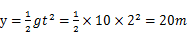 y = ½gt² = ½ × 10 × 2² = 20m